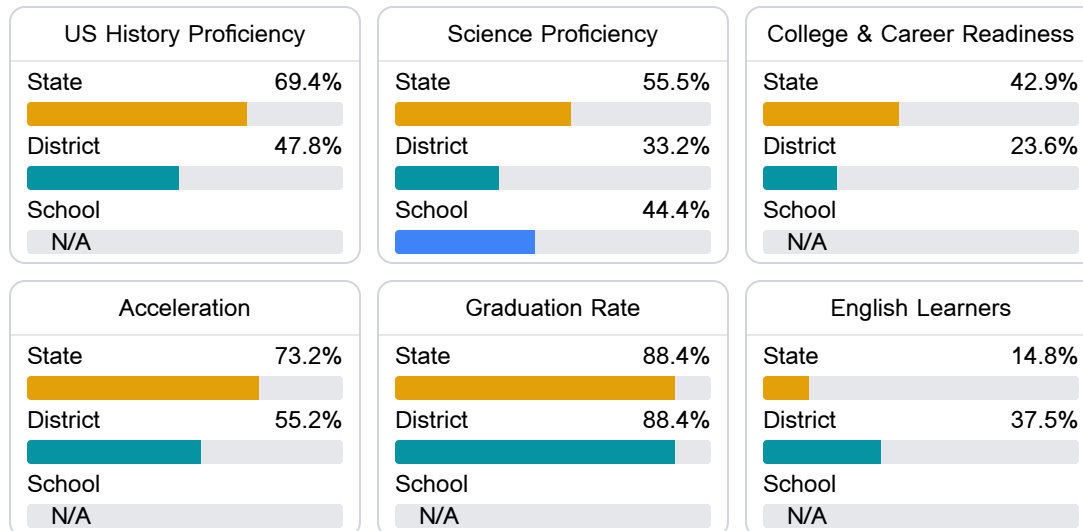 US History Proficiency
State 69.4%
District 47.8%
School
N/A
Science Proficiency
State 55.5%
District 33.2%
School 44.4%
College & Career Readiness
State 42.9%
District 23.6%
School
N/A
Acceleration
State 73.2%
District 55.2%
School
N/A
Graduation Rate
State 88.4%
District 88.4%
School
N/A
English Learners
State 14.8%
District 37.5%
School
N/A